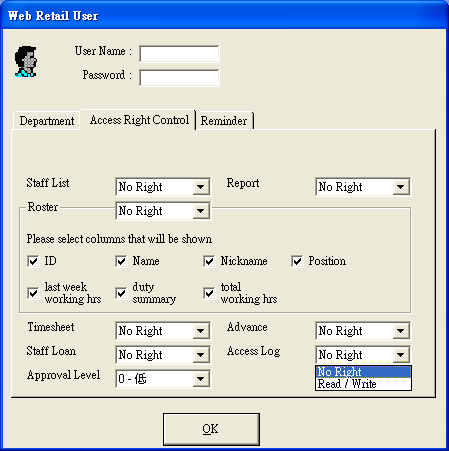 Web Retail User
User Name :
Password :
Department Access Right Control Reminder
Staff List No Right Report No Right
Roster No Right
Please select columns that will be shown
ID Name Nickname Position
last week working hrs duty summary total working hrs
Timesheet No Right Advance No Right
Staff Loan No Right Access Log No Right
No Right
Approval Level 0 - 低
Read / Write
OK